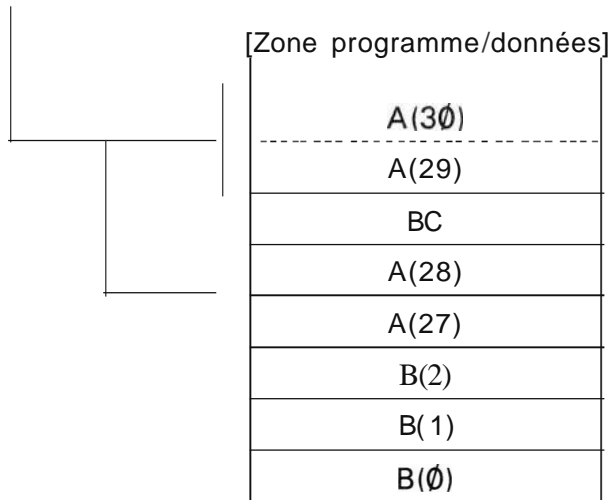 [Zone programme/données]
A(3Ø)
A(29)
BC
A(28)
A(27)
B(2)
B(1)
B(Ø)